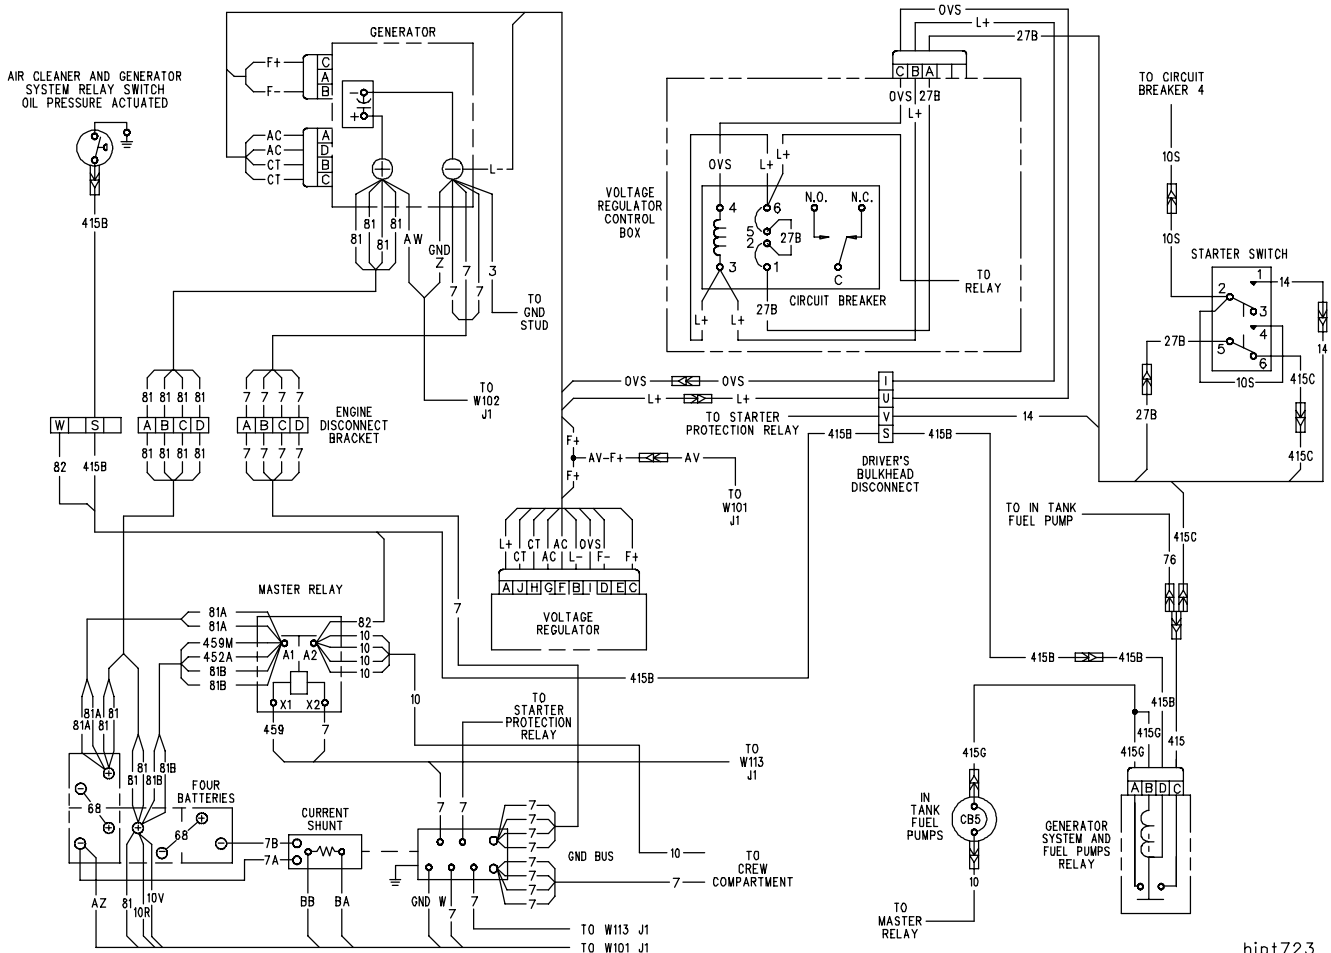 GENERATOR
F+
F-
C
A
B
AC
AC
CT
CT
A
D
B
C
-
+
L-
AIR CLEANER AND GENERATOR
SYSTEM RELAY SWITCH
OIL PRESSURE ACTUATED
415B
81
81
81
81
AW
GND
Z
7
7
7
3
TO
GND
STUD
TO
W102
J1
OVS
L+
27B
C B A
OVS 27B
L+
VOLTAGE
REGULATOR
CONTROL
BOX
OVS
L+
L+
4
6
N.O.
N.C.
5
2
27B
3
1
C
CIRCUIT BREAKER
L+
L+
27B
TO
RELAY
TO CIRCUIT
BREAKER 4
10S
10S
STARTER SWITCH
1
2
3
4
5
6
14
14
27B
27B
10S
415C
415C
W S
82
415B
81 81 81 81
A B C D
81 81 81 81
7 7 7 7
A B C D
7 7 7 7
ENGINE
DISCONNECT
BRACKET
OVS OVS
L+ L+
TO STARTER
PROTECTION RELAY
415B
I
U
V
S
14
415B
DRIVER'S
BULKHEAD
DISCONNECT
F+
AV-F+ AV
F+
TO
W101
J1
L+ CT AC OVS F+
CT AC L- F-
A J H G F B I D E C
VOLTAGE
REGULATOR
TO IN TANK
FUEL PUMP
76
415C
MASTER RELAY
81A
81A
459M
452A
81B
81B
82
10
10
10
10
A1 A2
X1 X2
459
7
7
10
415B
TO
STARTER
PROTECTION
RELAY
TO
W113
J1
415B 415B
415B
415G
415G
415G
415
A B D C
GENERATOR
SYSTEM AND
FUEL PUMPS
RELAY
IN
TANK
FUEL
PUMPS
CB5
10
TO
MASTER
RELAY
81A
81A
81
81
81
81
81B
81B
68
68
FOUR
BATTERIES
7B
7A
CURRENT
SHUNT
BB
BA
AZ
81
10R
10V
7
7
GND BUS
7
7
7
7
7
7
7
7
GND W
7
7
10
7
TO
CREW
COMPARTMENT
TO W113 J1
TO W101 J1
hint723